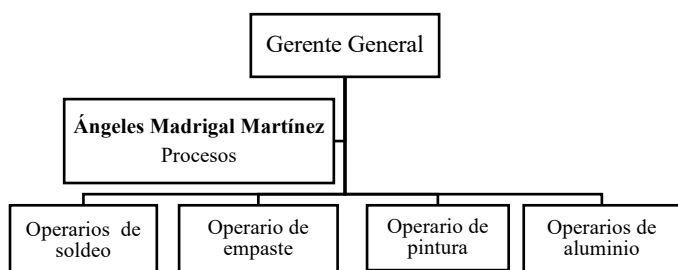 Gerente General
Ángeles Madrigal Martínez
Procesos
Operarios de
soldeo
Operario de
empaste
Operario de
pintura
Operarios de
aluminio